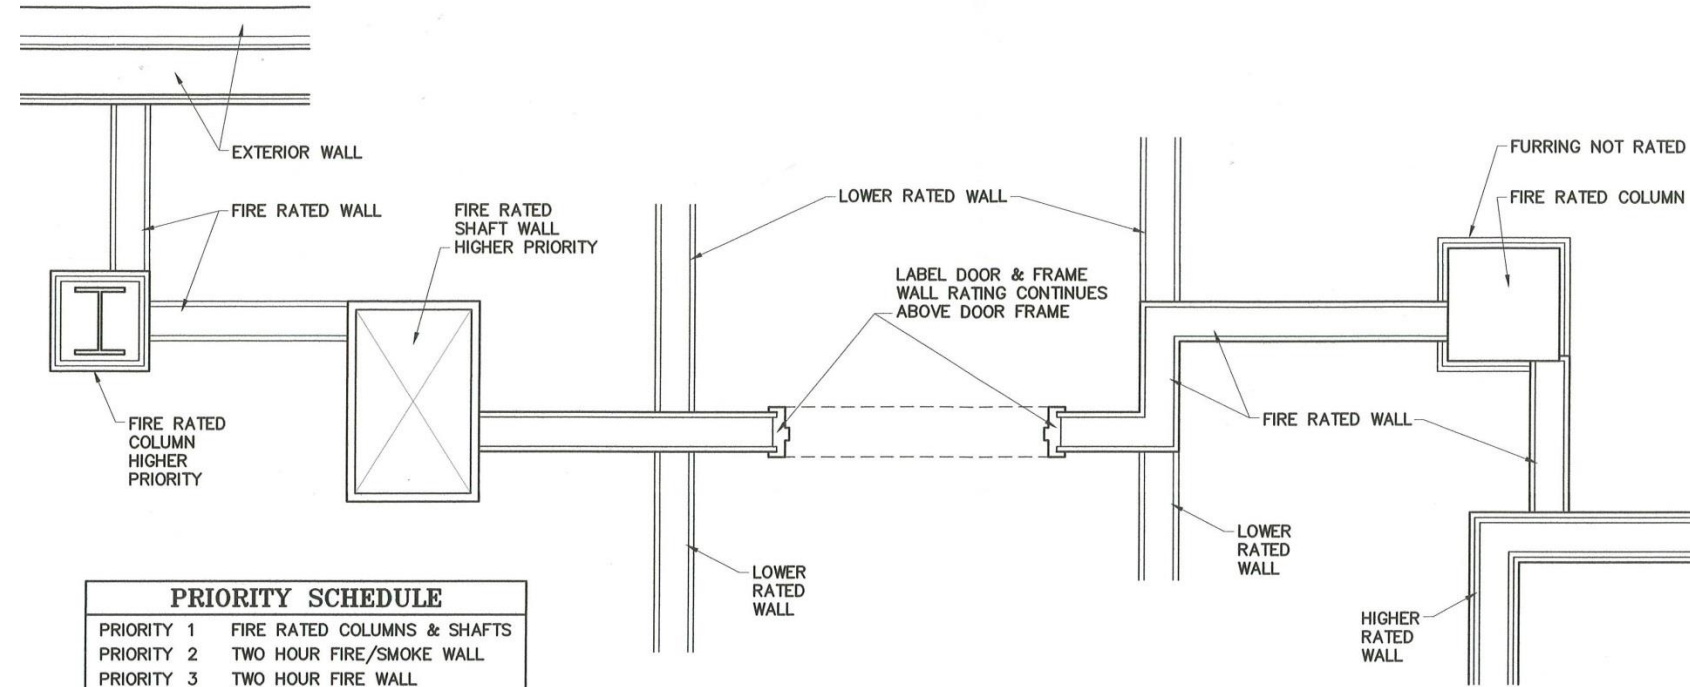 EXTERIOR WALL
FIRE RATED WALL
FIRE RATED
SHAFT WALL
HIGHER PRIORITY
LOWER RATED WALL
FURRING NOT RATED
FIRE RATED COLUMN
LABEL DOOR & FRAME
WALL RATING CONTINUES
ABOVE DOOR FRAME
FIRE RATED
COLUMN
HIGHER
PRIORITY
FIRE RATED WALL
LOWER
RATED
WALL
LOWER
RATED
WALL
HIGHER
RATED
WALL
PRIORITY SCHEDULE
PRIORITY 1 FIRE RATED COLUMNS & SHAFTS
PRIORITY 2 TWO HOUR FIRE/SMOKE WALL
PRIORITY 3 TWO HOUR FIRE WALL